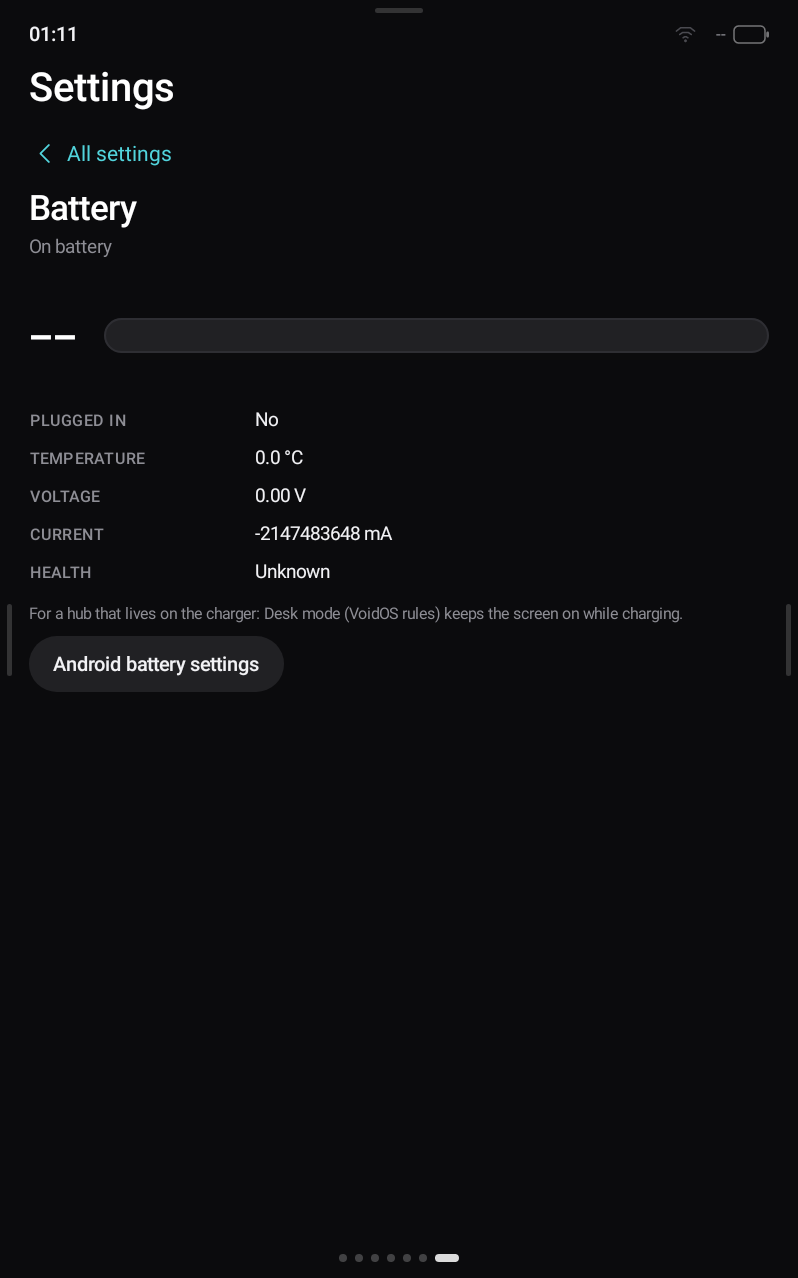 01:11
--
Settings
All settings
Battery
On battery
--
PLUGGED IN No
TEMPERATURE 0.0 °C
VOLTAGE 0.00 V
CURRENT -2147483648 mA
HEALTH Unknown
For a hub that lives on the charger: Desk mode (VoidOS rules) keeps the screen on while charging.
Android battery settings